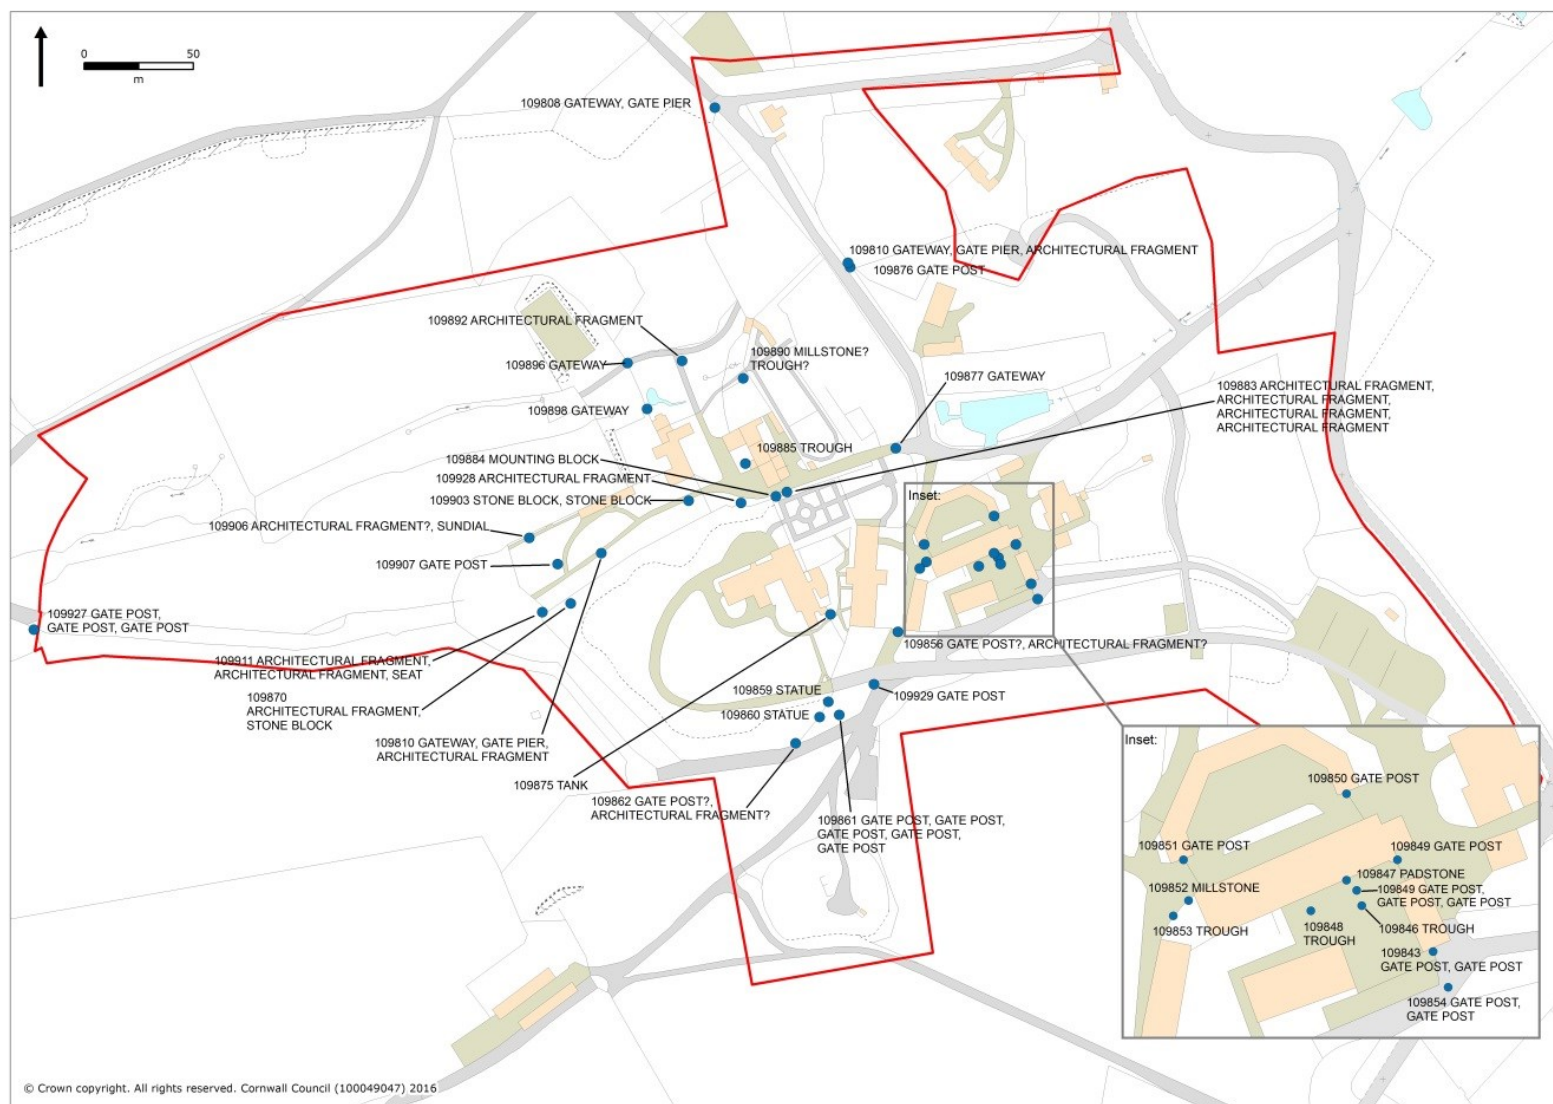 0 50
m
109808 GATEWAY, GATE PIER
109810 GATEWAY, GATE PIER, ARCHITECTURAL FRAGMENT
109876 GATE POST
109892 ARCHITECTURAL FRAGMENT
109896 GATEWAY
109890 MILLSTONE?
TROUGH?
109877 GATEWAY
109883 ARCHITECTURAL FRAGMENT,
ARCHITECTURAL FRAGMENT,
ARCHITECTURAL FRAGMENT,
ARCHITECTURAL FRAGMENT
109898 GATEWAY
109885 TROUGH
109884 MOUNTING BLOCK
109928 ARCHITECTURAL FRAGMENT
109903 STONE BLOCK, STONE BLOCK
Inset:
109906 ARCHITECTURAL FRAGMENT?, SUNDIAL
109907 GATE POST
109927 GATE POST,
GATE POST, GATE POST
109856 GATE POST?, ARCHITECTURAL FRAGMENT?
109911 ARCHITECTURAL FRAGMENT,
ARCHITECTURAL FRAGMENT, SEAT
109870
ARCHITECTURAL FRAGMENT,
STONE BLOCK
109859 STATUE
109929 GATE POST
109860 STATUE
109810 GATEWAY, GATE PIER,
ARCHITECTURAL FRAGMENT
109875 TANK
109862 GATE POST?,
ARCHITECTURAL FRAGMENT?
109861 GATE POST, GATE POST,
GATE POST, GATE POST,
GATE POST
Inset:
109850 GATE POST
109851 GATE POST
109849 GATE POST
109847 PADSTONE
109852 MILLSTONE
109849 GATE POST,
GATE POST, GATE POST
109853 TROUGH
109848
TROUGH
109846 TROUGH
109843
GATE POST, GATE POST
109854 GATE POST,
GATE POST
© Crown copyright. All rights reserved. Cornwall Council (100049047) 2016